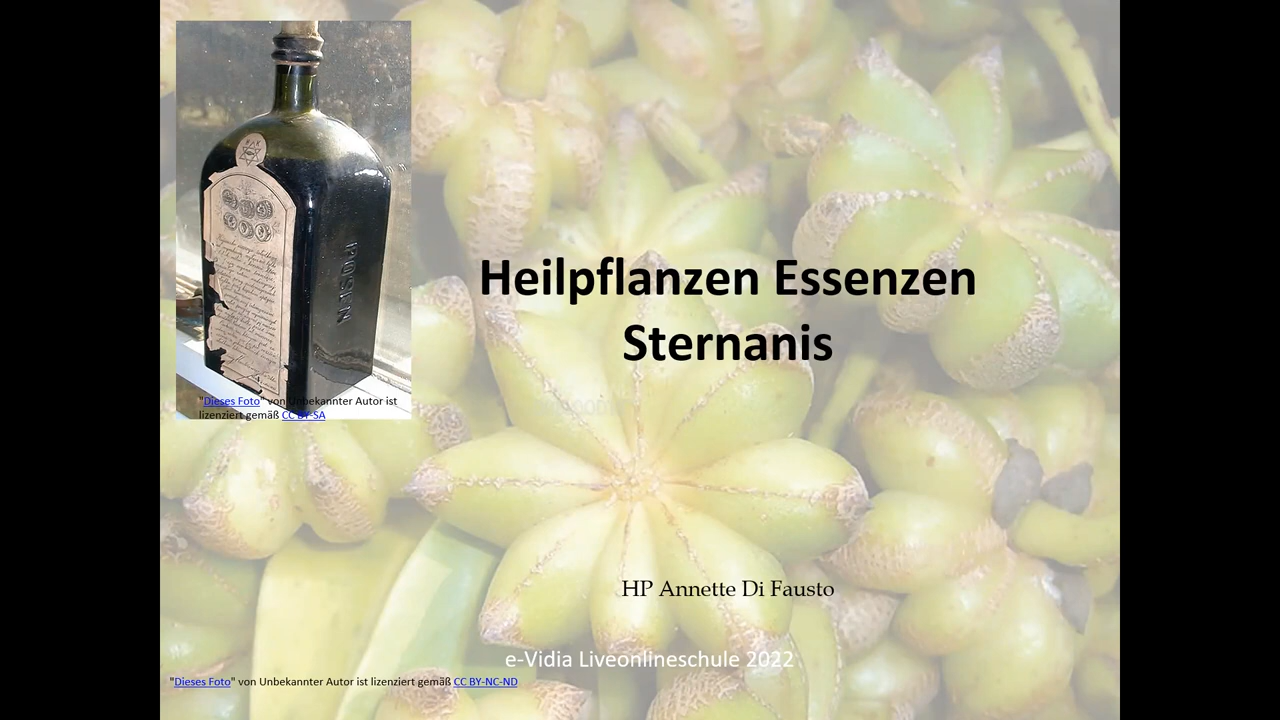 POSEN
"Dieses Foto" von Unbekannter Autor ist
lizenziert gemäß CC BY-SA
Heilpflanzen Essenzen
Sternanis
HP Annette Di Fausto
e-Vidia Liveonlineschule 2022
"Dieses Foto" von Unbekannter Autor ist lizenziert gemäß CC BY-NC-ND